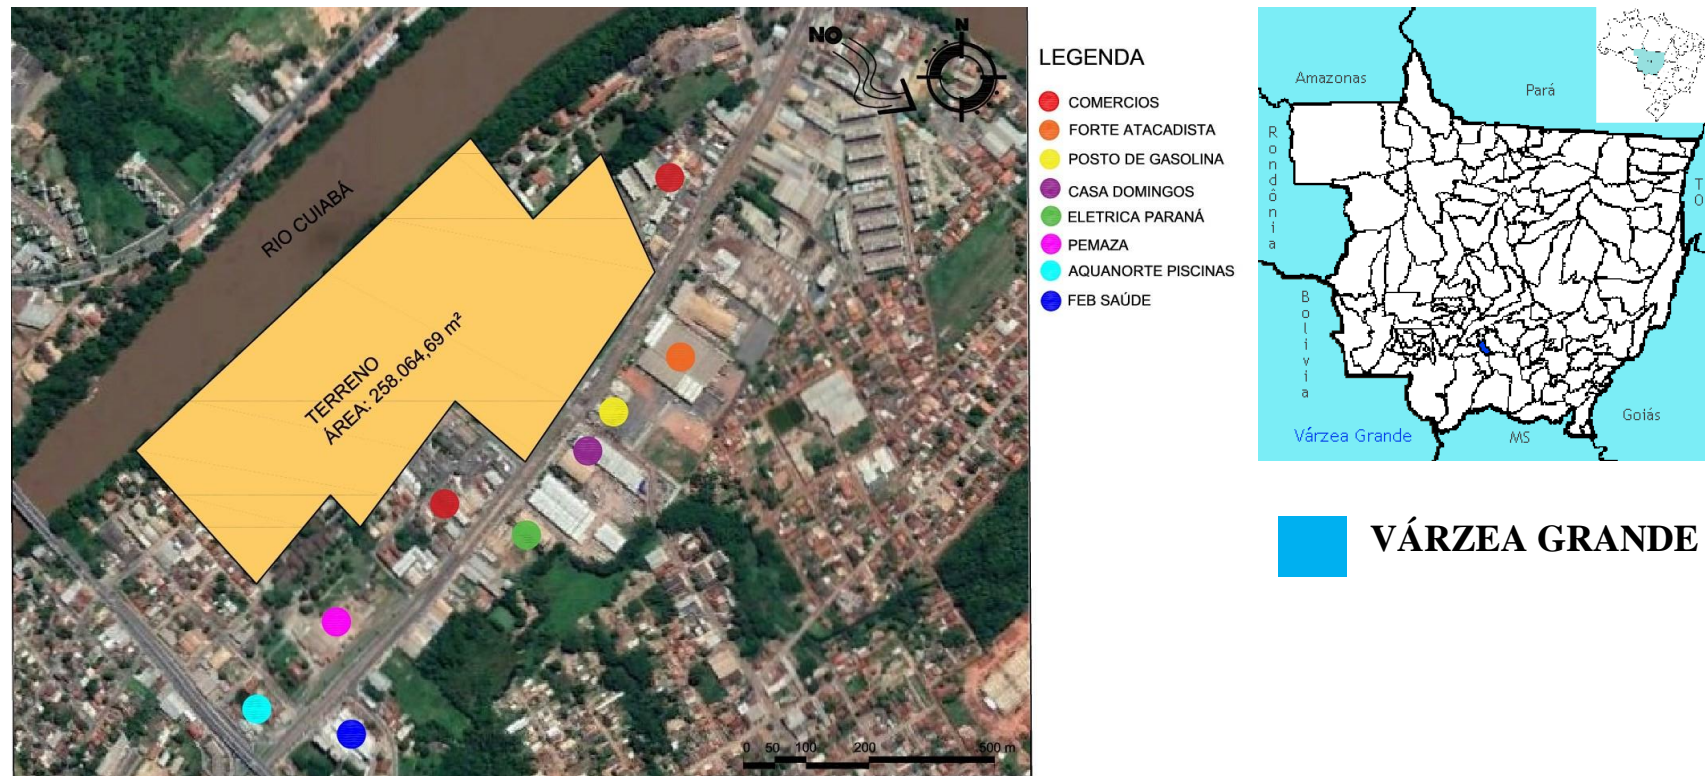 NO
N
RIO CUIABÁ
TERRENO
ÁREA: 258.064,69 m²
0 50 100 200 500 m
LEGENDA
COMERCIOS
FORTE ATACADISTA
POSTO DE GASOLINA
CASA DOMINGOS
ELETRICA PARANÁ
PEMAZA
AQUANORTE PISCINAS
FEB SAÚDE
Amazonas
Pará
Rondônia
TO
Bolívia
Goiás
Várzea Grande
MS
VÁRZEA GRANDE